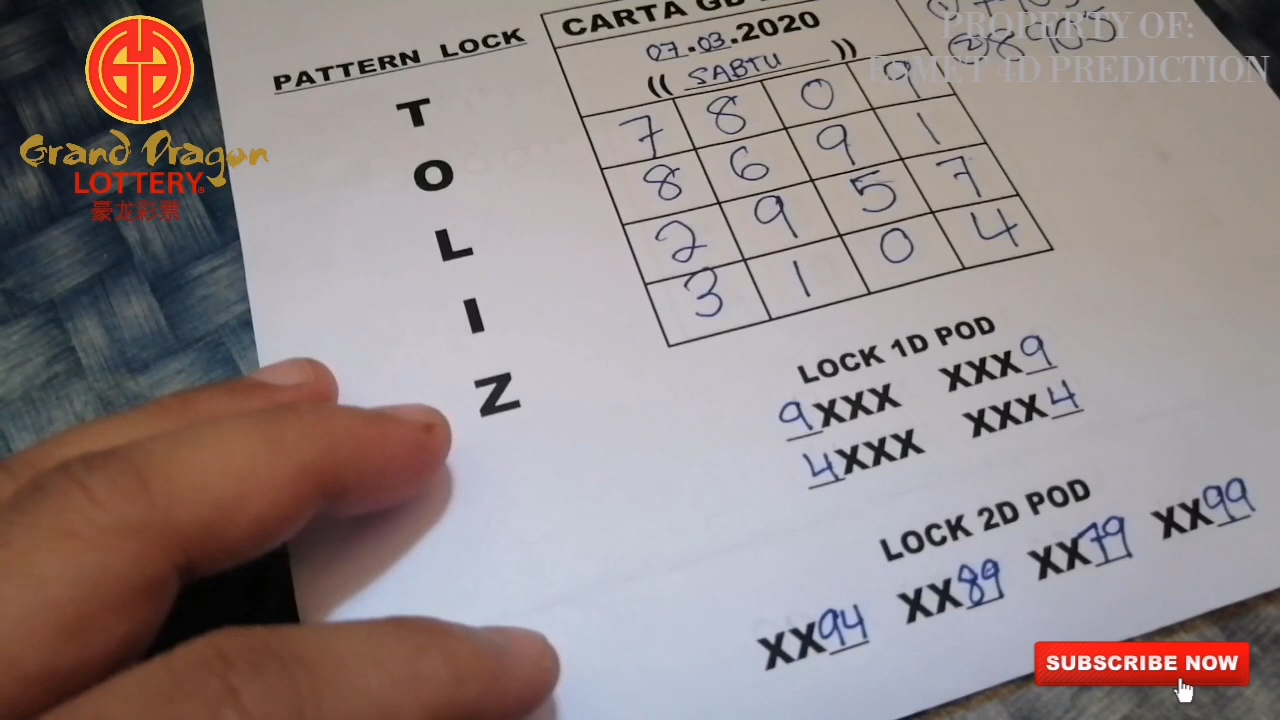 Grand Dragon
LOTTERY
豪龙彩票
PROPERTY OF:
4D PREDICTION
PATTERN LOCK
T
O
L
I
Z
CARTA GD
07.03.2020
(( SABTU ))
7 8 0 9
8 6 9 1
2 9 5 7
3 1 0 4
② 8905
LOCK 1D POD
9XXX XXX9
4XXX XXX4
LOCK 2D POD
XX94 XX89 XX79 XX99
SUBSCRIBE NOW